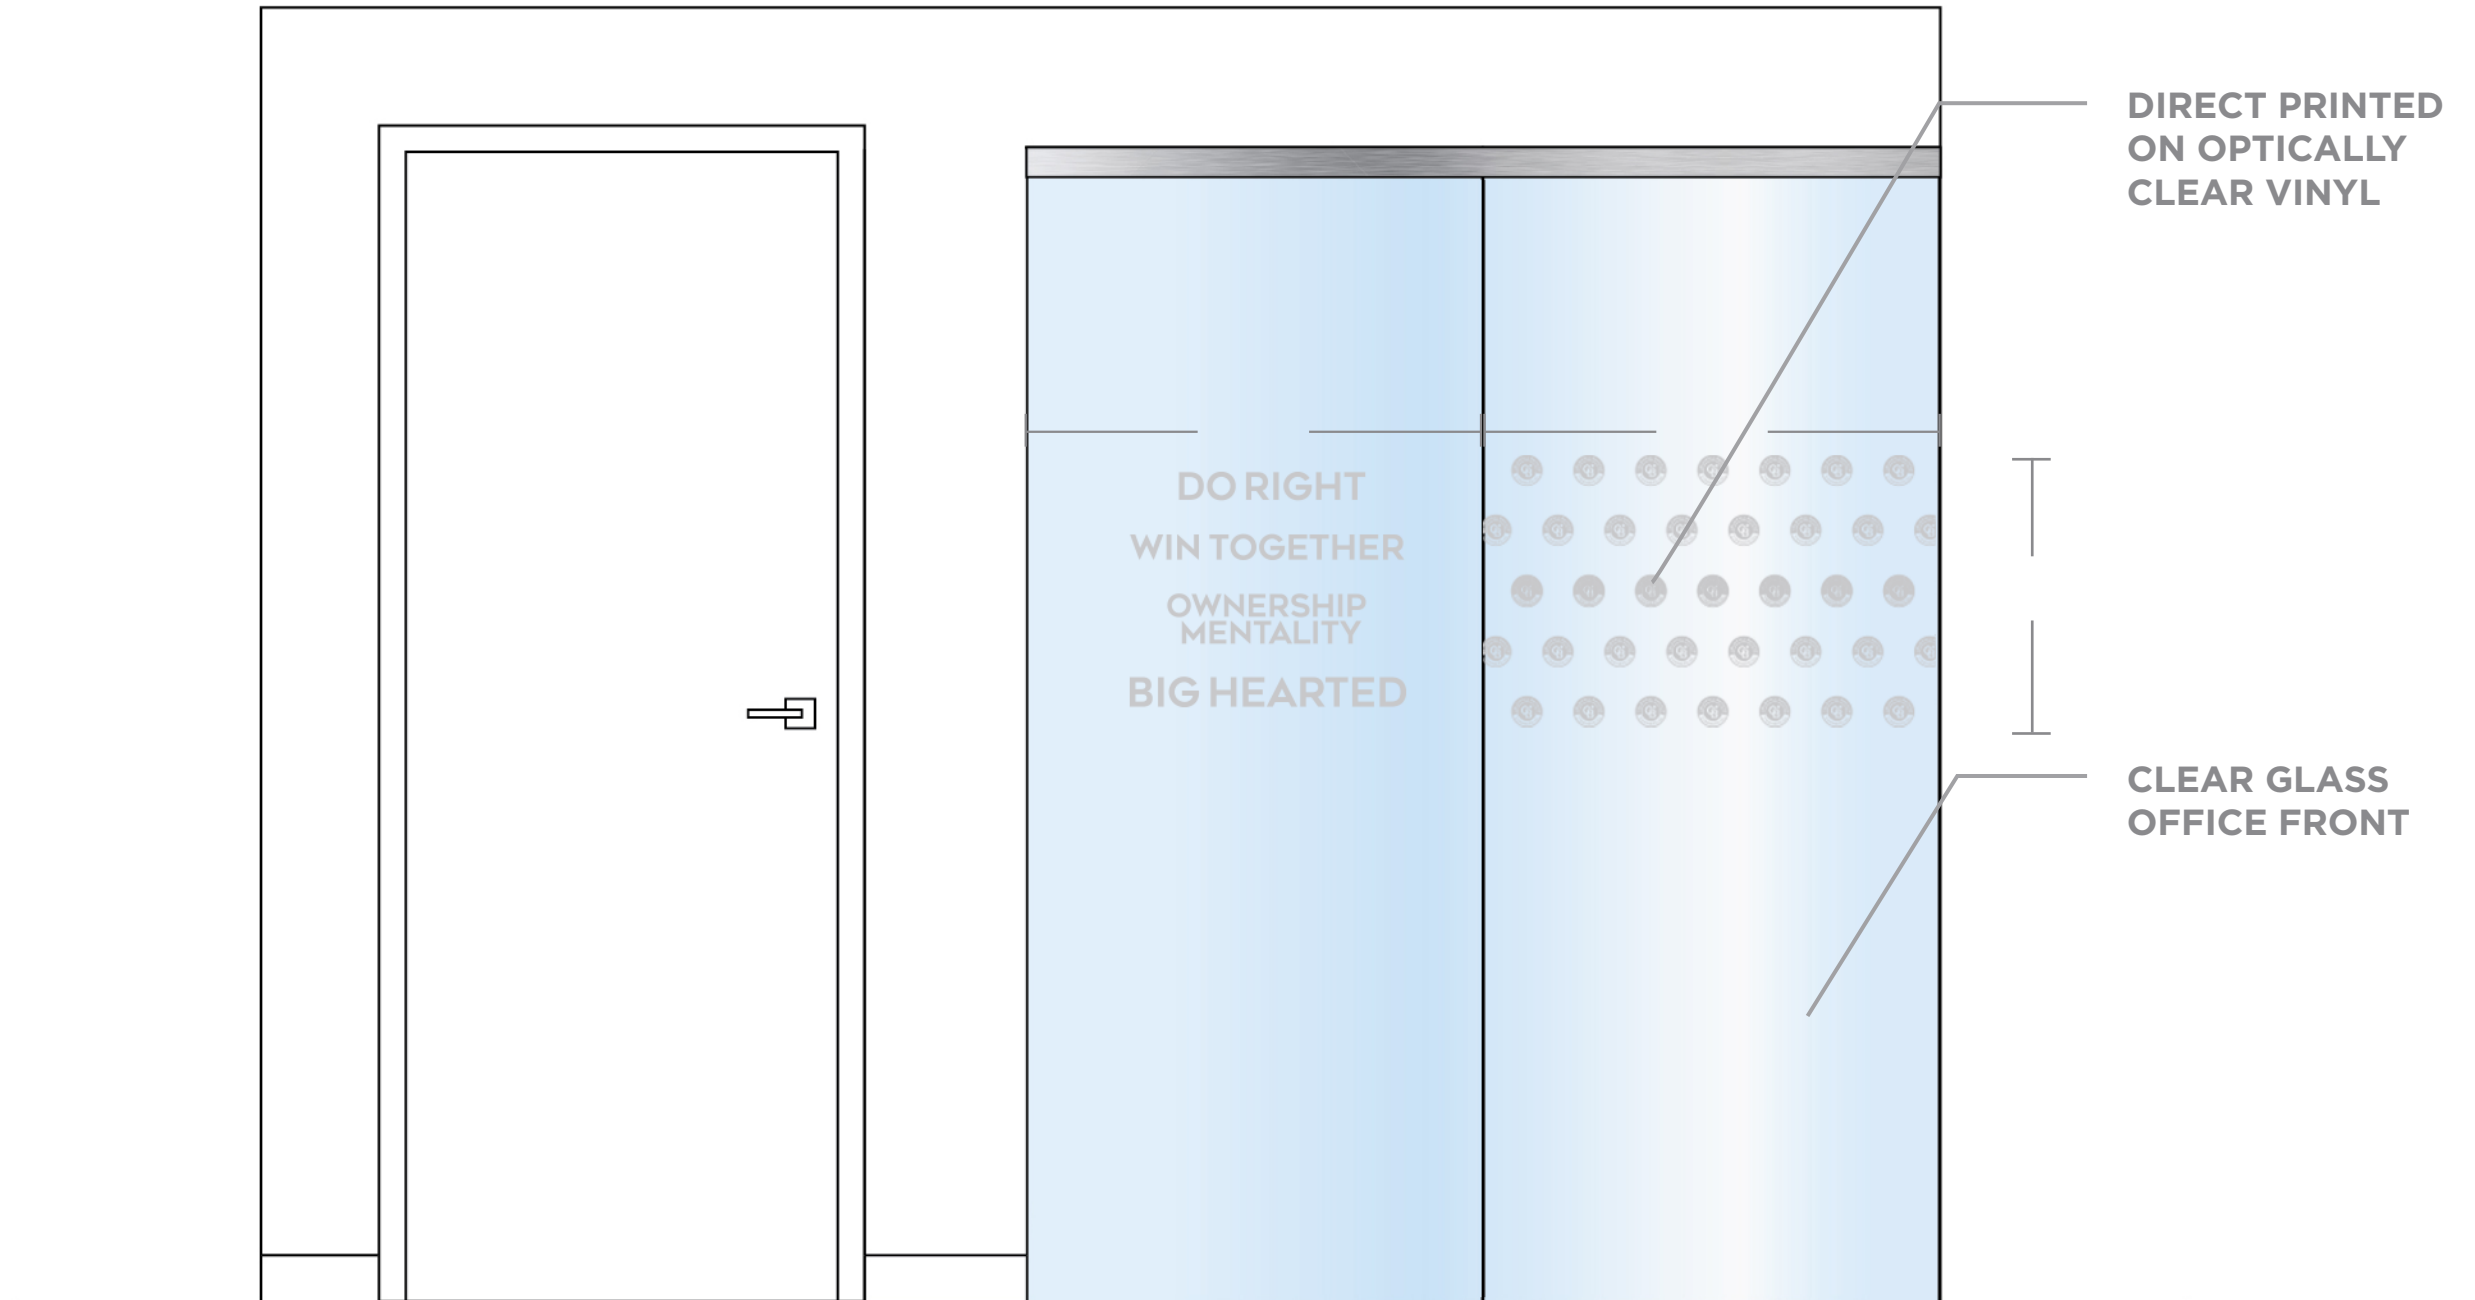 DIRECT PRINTED
ON OPTICALLY
CLEAR VINYL
DO RIGHT
WIN TOGETHER
OWNERSHIP
MENTALITY
BIG HEARTED
CLEAR GLASS
OFFICE FRONT